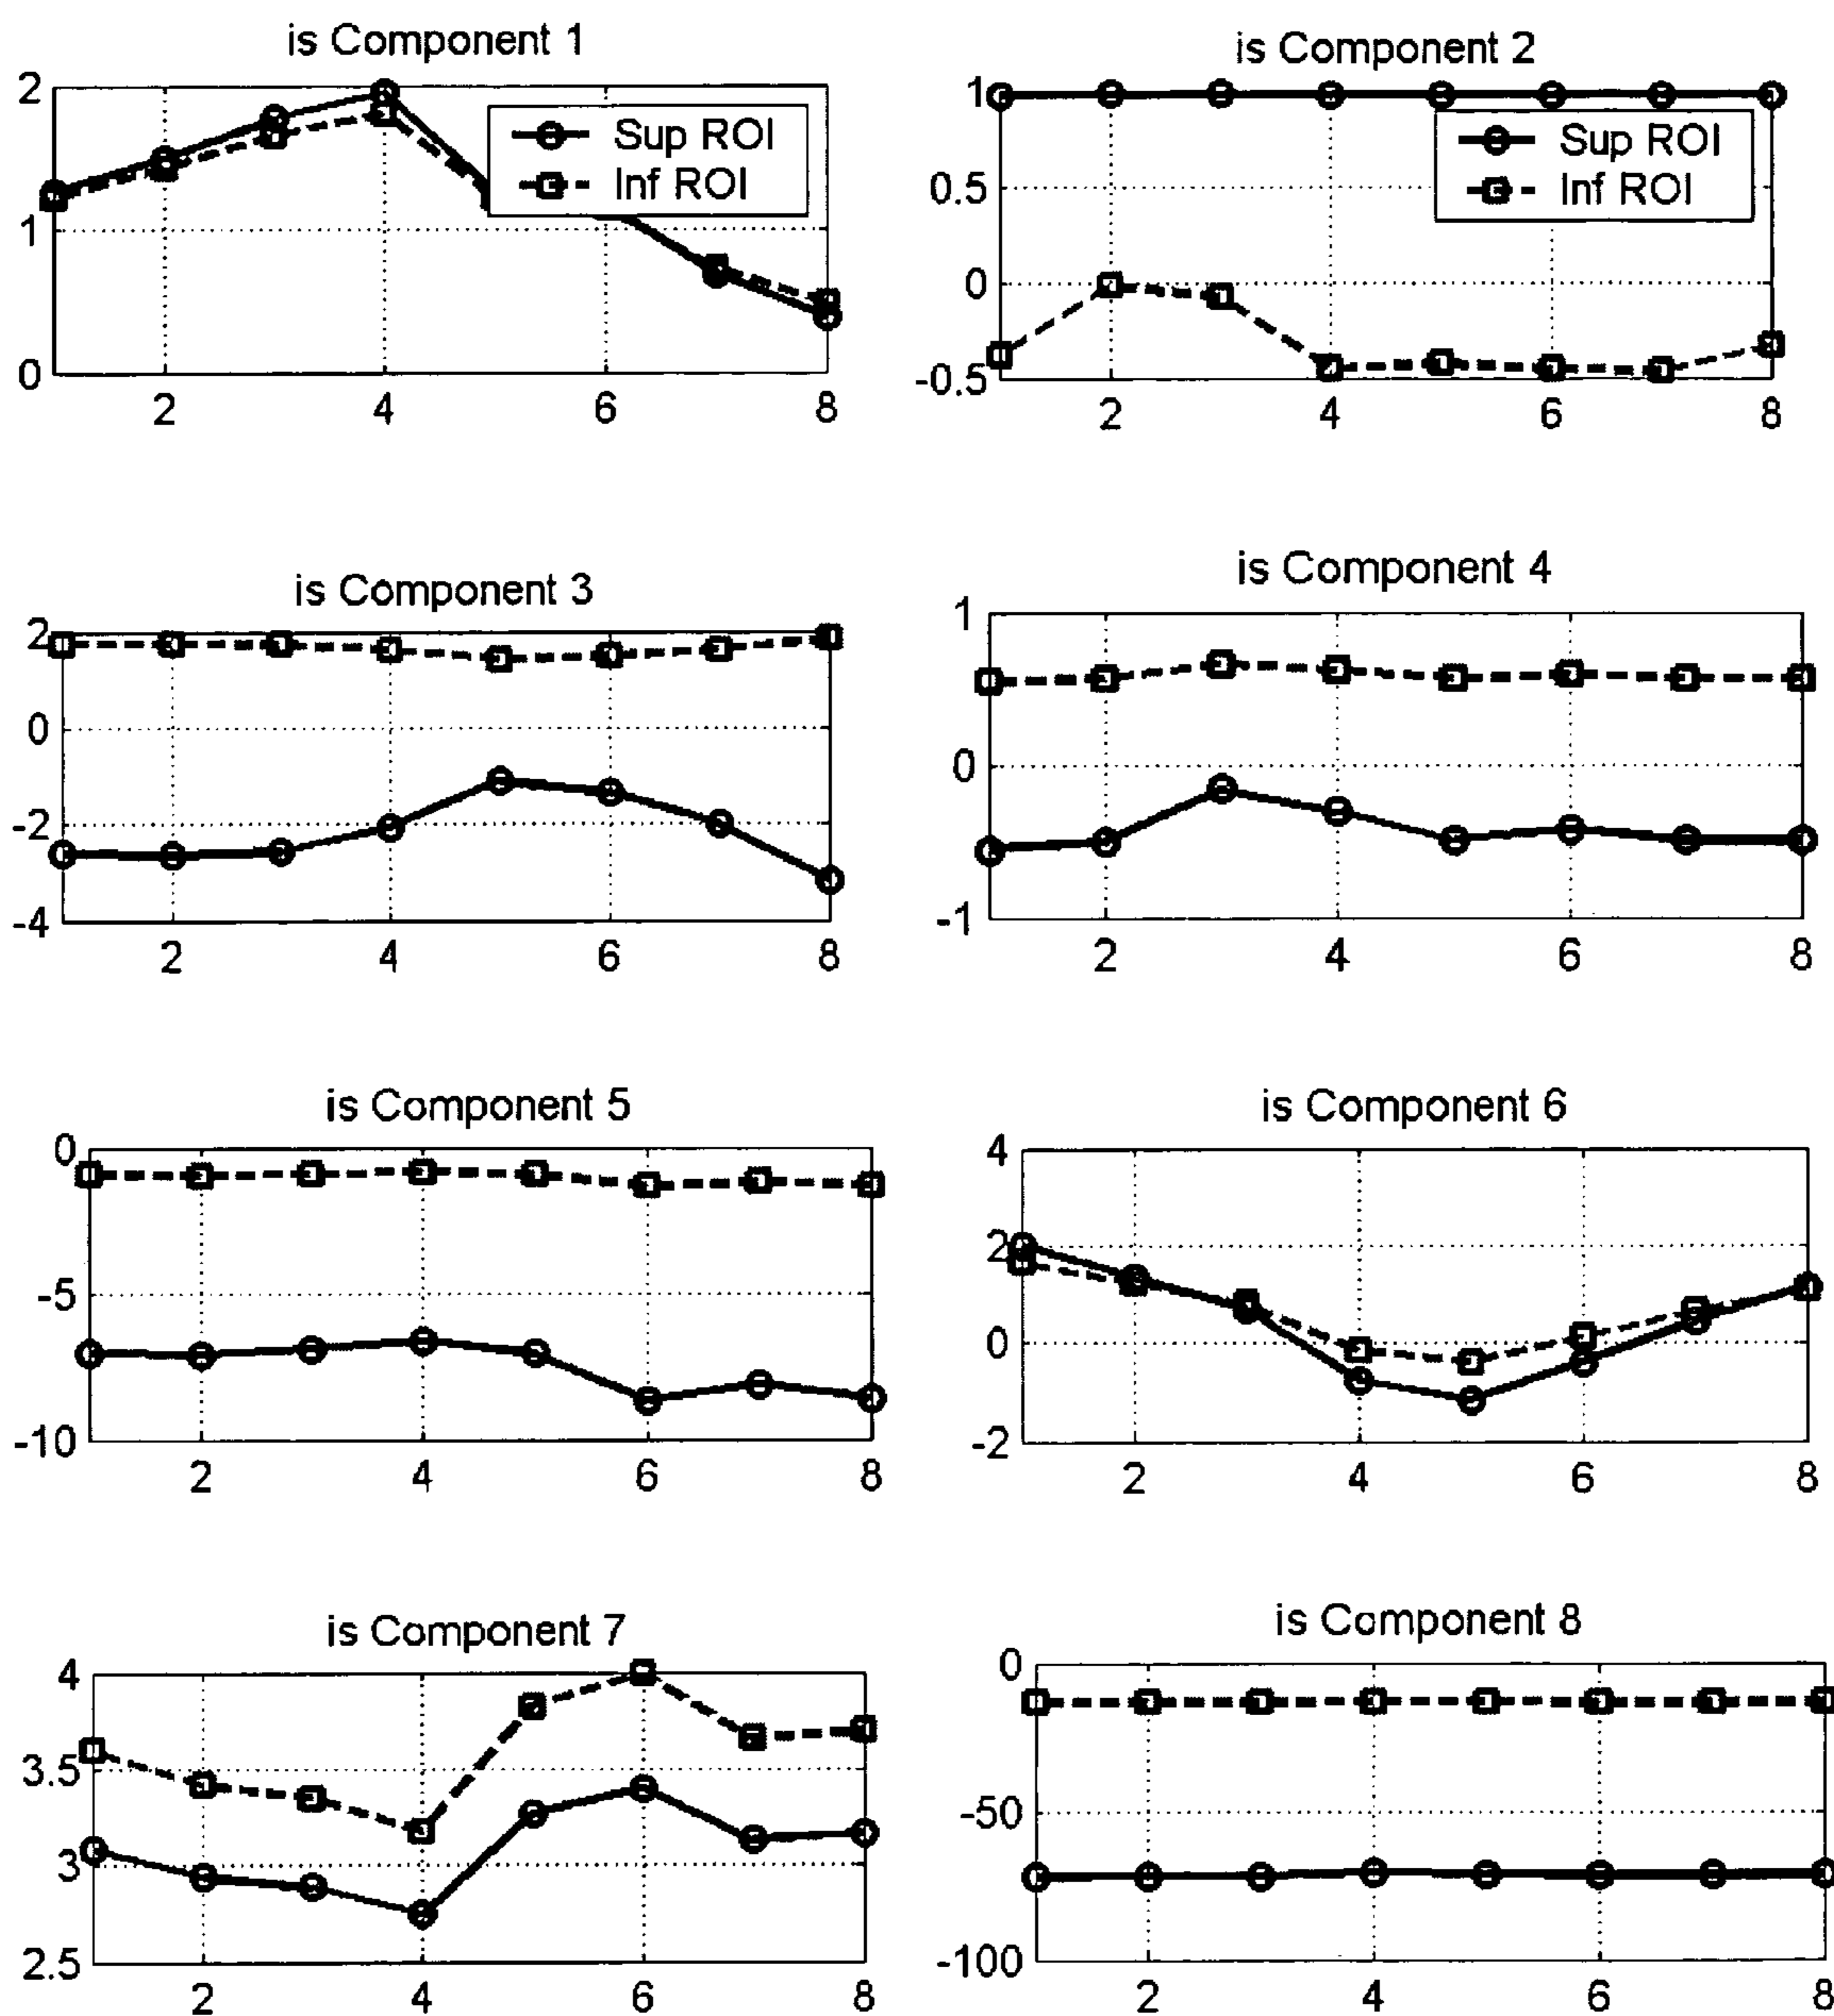 is Component 1
2
1
0
2 4 6 8
Sup ROI
Inf ROI
is Component 2
1
0.5
0
-0.5
2 4 6 8
Sup ROI
Inf ROI
is Component 3
2
0
-2
-4
2 4 6 8
is Component 4
1
0
-1
2 4 6 8
is Component 5
0
-5
-10
2 4 6 8
is Component 6
4
2
0
-2
2 4 6 8
is Component 7
4
3.5
3
2.5
2 4 6 8
is Component 8
0
-50
-100
2 4 6 8